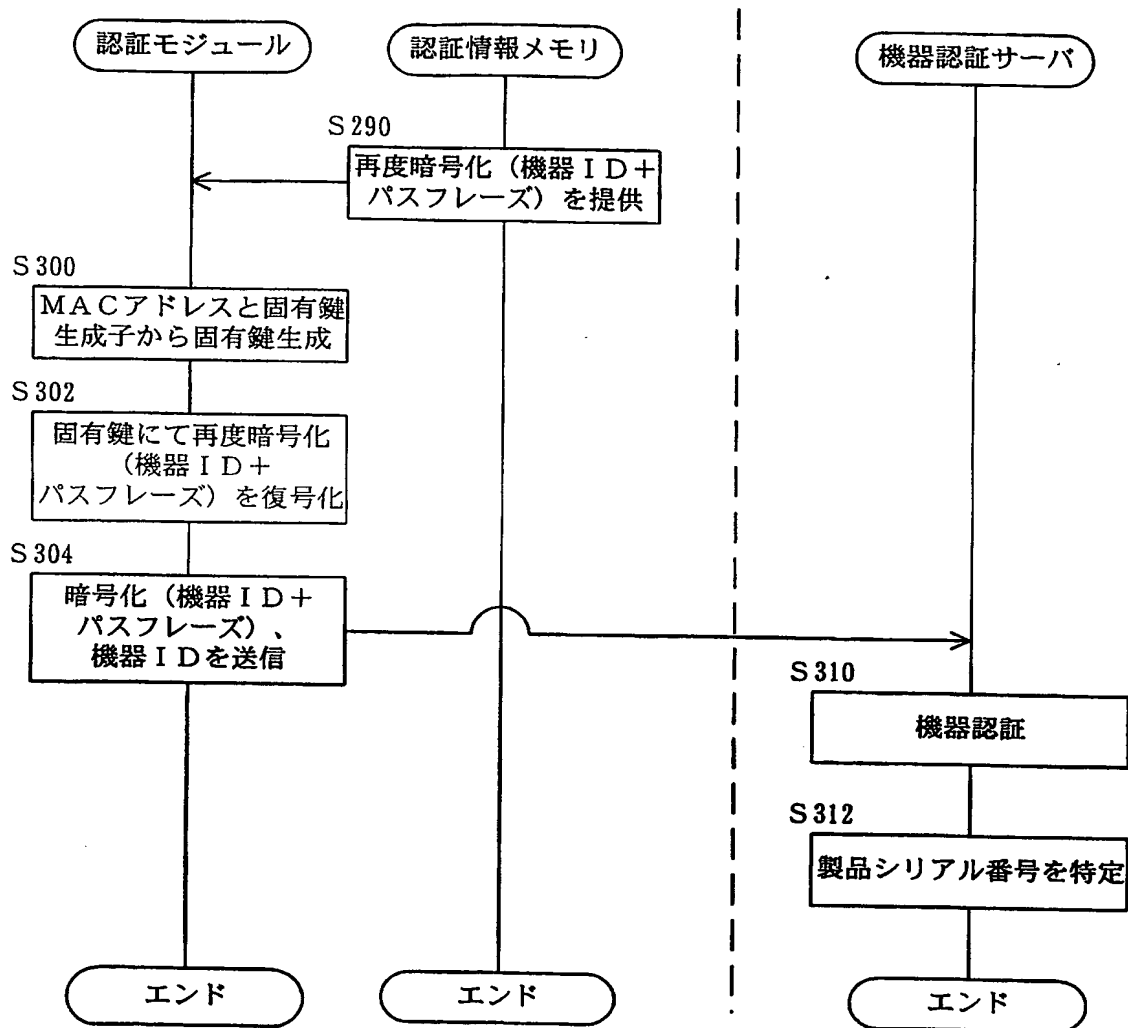 認証モジュール
認証情報メモリ
機器認証サーバ
S290
再度暗号化（機器ID＋
パスフレーズ）を提供
S300
MACアドレスと固有鍵
生成子から固有鍵生成
S302
固有鍵にて再度暗号化
（機器ID＋
パスフレーズ）を復号化
S304
暗号化（機器ID＋
パスフレーズ）、
機器IDを送信
S310
機器認証
S312
製品シリアル番号を特定
エンド
エンド
エンド